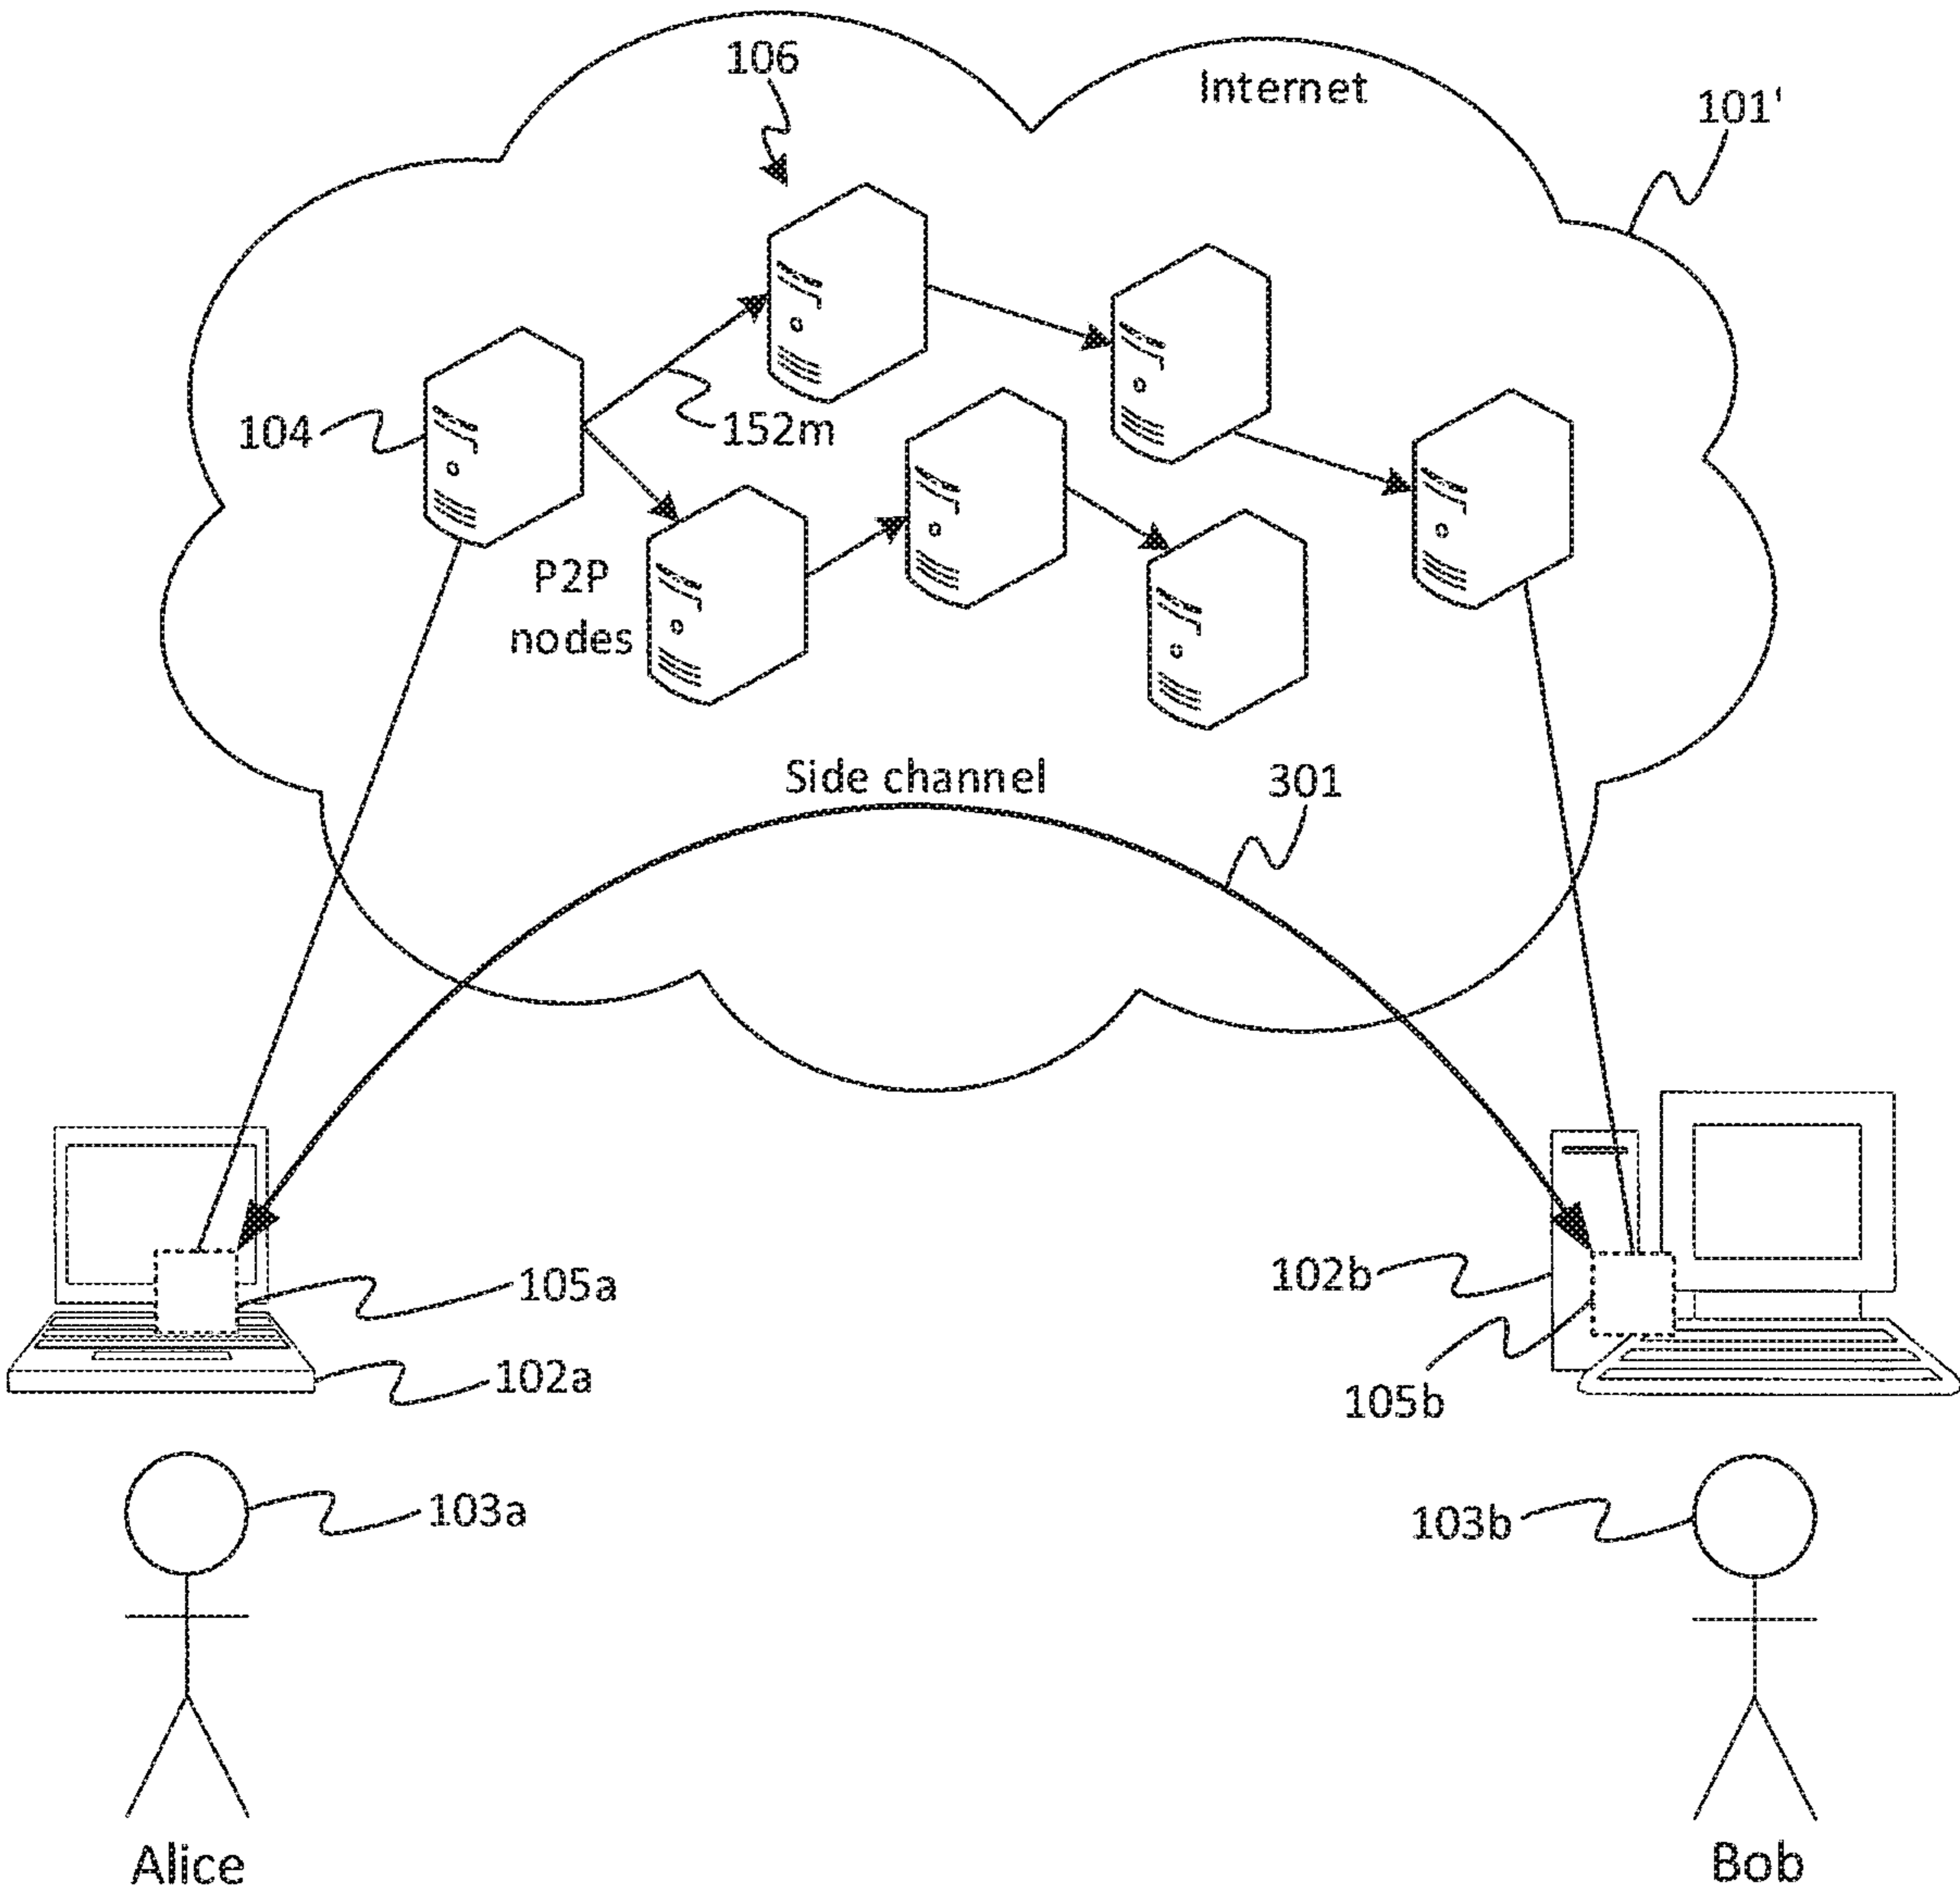 106
Internet
101'
104
152m
P2P
nodes
Side channel
301
105a
102b
102a
105b
103a
103b
Alice
Bob